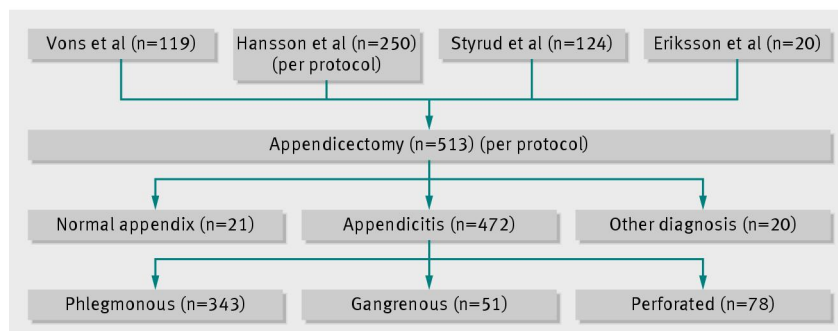 Vons et al (n=119)
Hansson et al (n=250)
(per protocol)
Styrud et al (n=124)
Eriksson et al (n=20)
Appendicectomy (n=513) (per protocol)
Normal appendix (n=21)
Appendicitis (n=472)
Other diagnosis (n=20)
Phlegmonous (n=343)
Gangrenous (n=51)
Perforated (n=78)